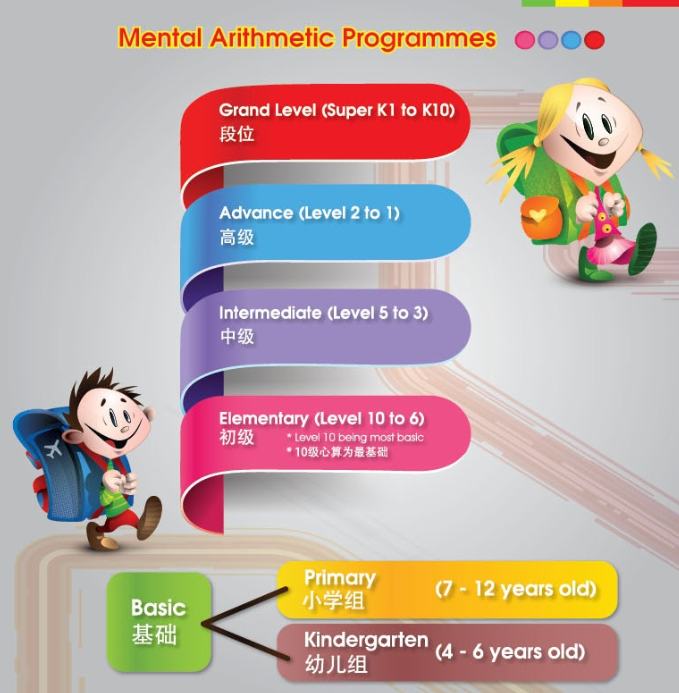 Mental Arithmetic Programmes
Grand Level (Super K1 to K10)
段位
Advance (Level 2 to 1)
高级
Intermediate (Level 5 to 3)
中级
Elementary (Level 10 to 6)
初级 * Level 10 being most basic
* 10级心算为最基础
Basic
基础
Primary (7 - 12 years old)
小学组
Kindergarten (4 - 6 years old)
幼儿组